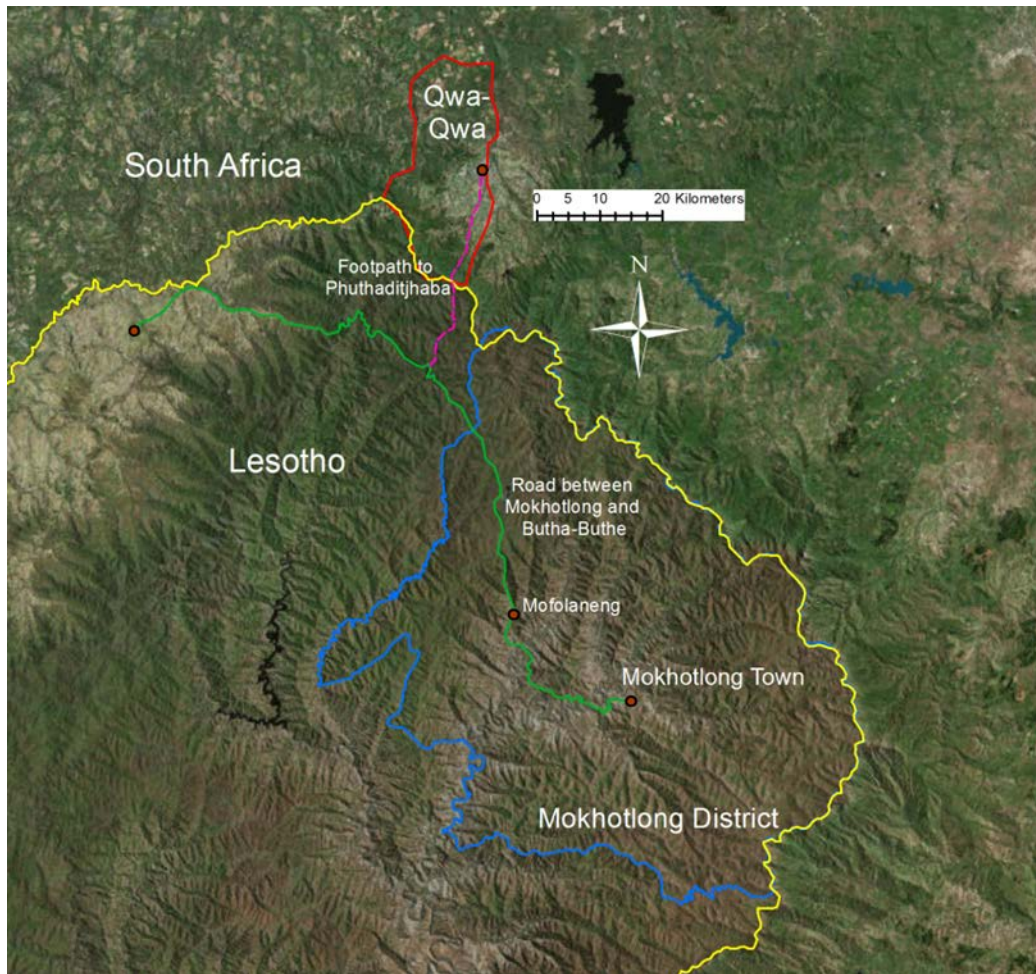 Qwa-
Qwa
South Africa
0 5 10 20 Kilometers
Footpath to
Phuthaditjhaba
N
Lesotho
Road between
Mokhotlong and
Butha-Buthe
Mofolaneng
Mokhotlong Town
Mokhotlong District